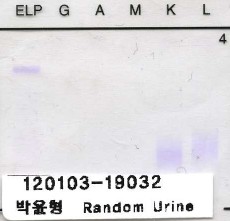 ELP G A M K L
4
120103-19032
박윤형 Random Urine